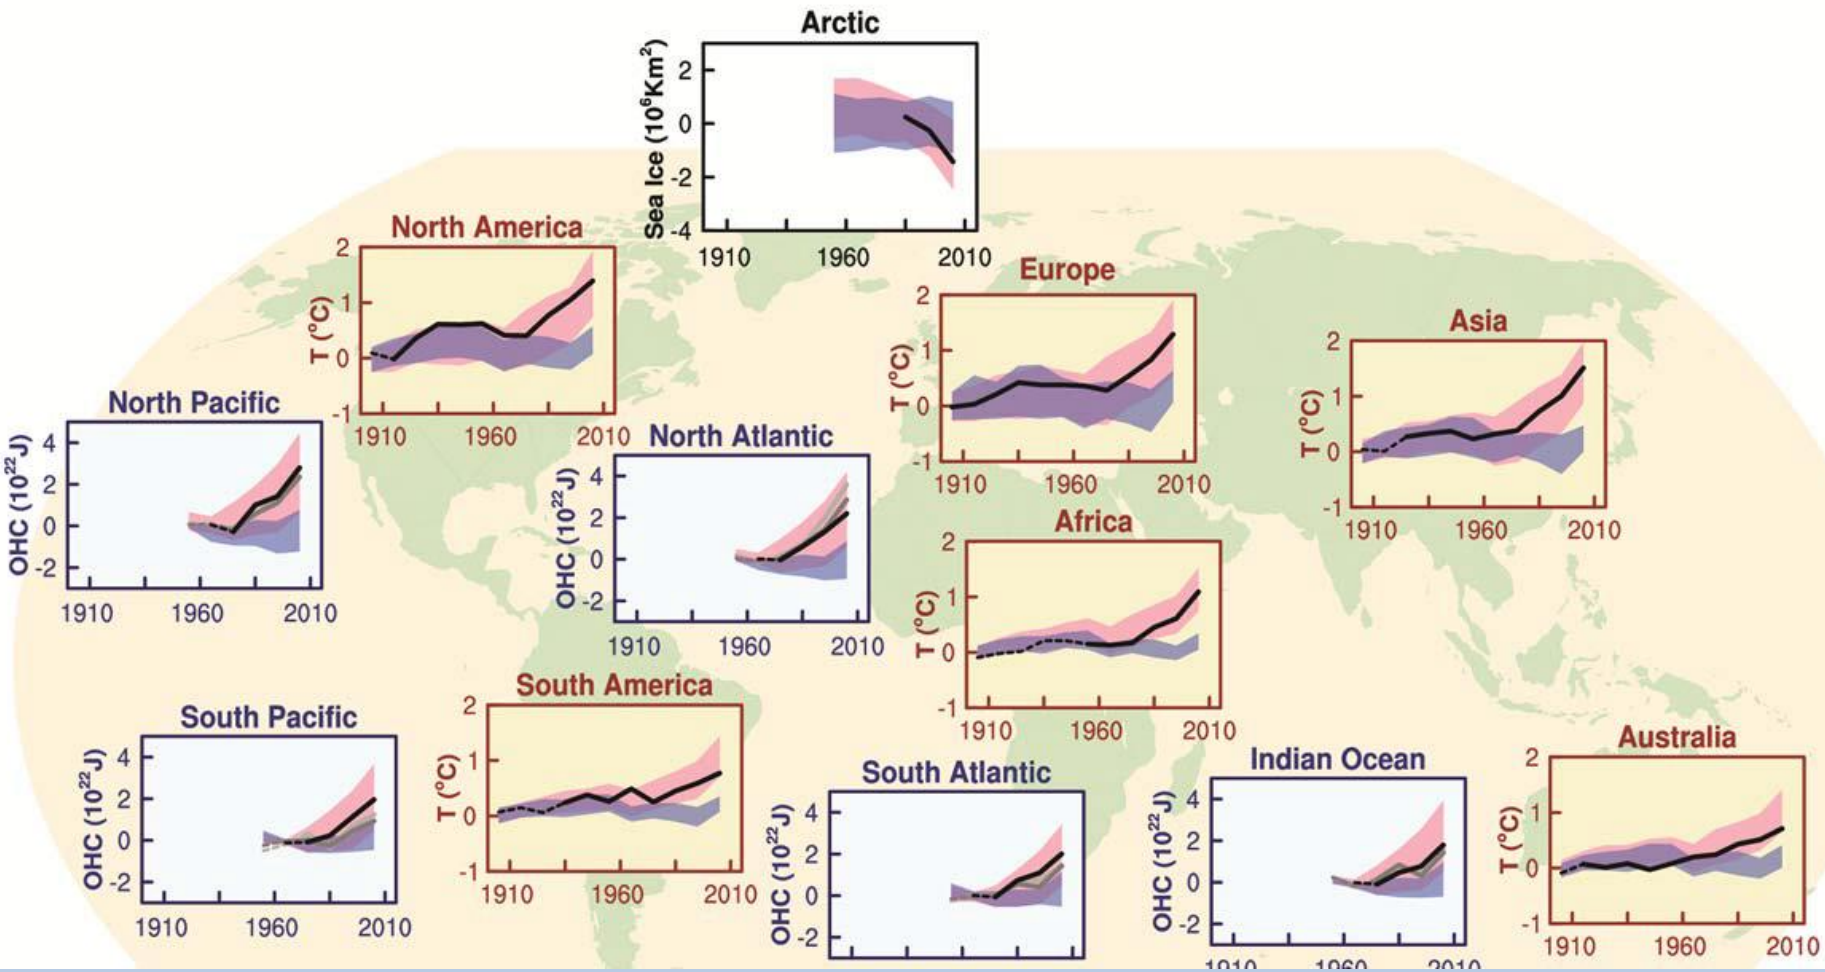 Arctic
Sea Ice (10⁶Km²)
2
0
-2
-4
1910 1960 2010
North America
T (°C)
2
1
0
-1
1910 1960 2010
Europe
T (°C)
2
1
0
-1
1910 1960 2010
Asia
T (°C)
2
1
0
-1
1910 1960 2010
North Pacific
OHC (10²²J)
4
2
0
-2
1910 1960 2010
North Atlantic
OHC (10²²J)
4
2
0
-2
1910 1960 2010
Africa
T (°C)
2
1
0
-1
1910 1960 2010
South Pacific
OHC (10²²J)
4
2
0
-2
1910 1960 2010
South America
T (°C)
2
1
0
-1
1910 1960 2010
South Atlantic
OHC (10²²J)
4
2
0
-2
Indian Ocean
OHC (10²²J)
4
2
0
-2
1910 1960 2010
Australia
T (°C)
2
1
0
-1
1910 1960 2010